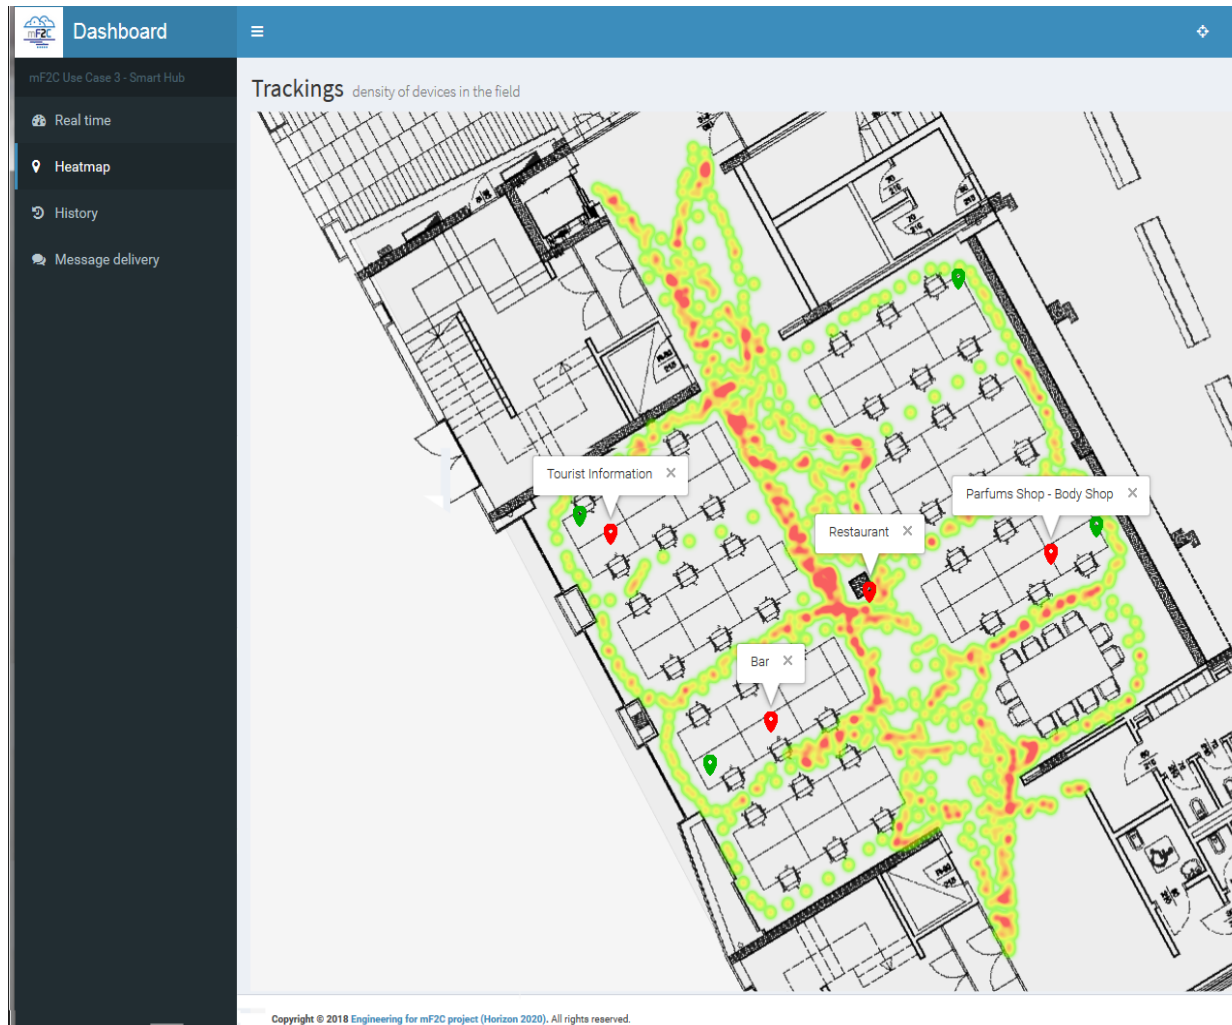 mF2C
Dashboard
mF2C Use Case 3 - Smart Hub
Real time
Heatmap
History
Message delivery
Trackings density of devices in the field
Tourist Information ×
Parfums Shop - Body Shop ×
Restaurant ×
Bar ×
Copyright © 2018 Engineering for mF2C project (Horizon 2020). All rights reserved.